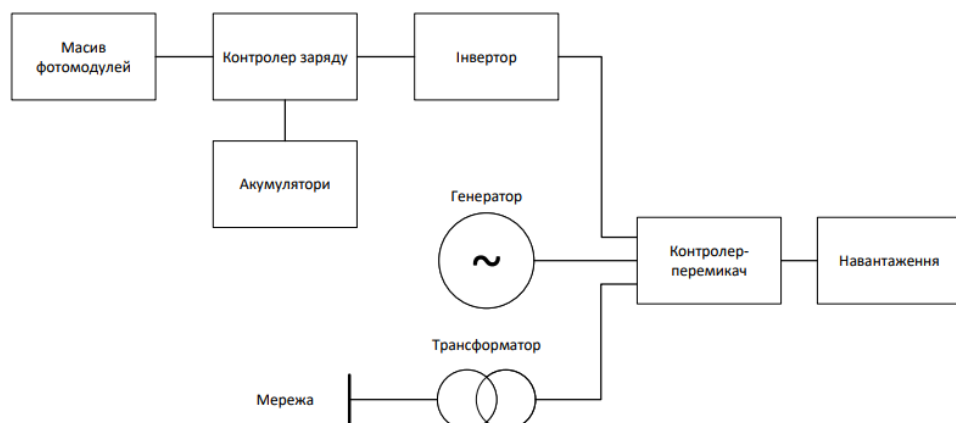 Масив
фотомодулей
Контролер заряду
Інвертор
Акумулятори
Генератор
~
Контролер-
перемикач
Навантаження
Трансформатор
Мережа